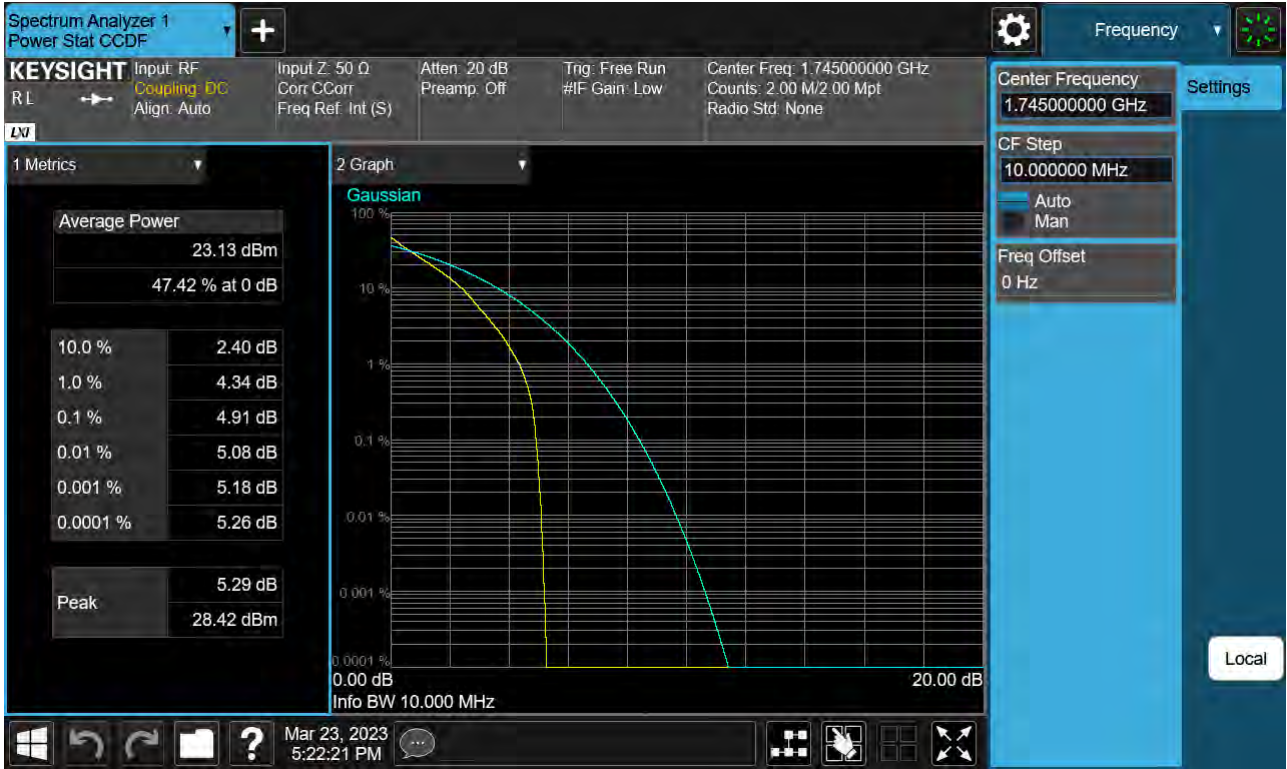 Spectrum Analyzer 1
Power Stat CCDF
Frequency
KEYSIGHT
R L
LXI
Input: RF
Coupling: DC
Align: Auto
Input Z: 50 Ω
Corr CCorr
Freq Ref: Int (S)
Atten: 20 dB
Preamp: Off
Trig: Free Run
#IF Gain: Low
Center Freq: 1.745000000 GHz
Counts: 2.00 M/2.00 Mpt
Radio Std: None
Center Frequency
1.745000000 GHz
Settings
CF Step
10.000000 MHz
Auto
Man
Freq Offset
0 Hz
1 Metrics
Average Power
23.13 dBm
47.42 % at 0 dB
10.0 % 2.40 dB
1.0 % 4.34 dB
0.1 % 4.91 dB
0.01 % 5.08 dB
0.001 % 5.18 dB
0.0001 % 5.26 dB
Peak
5.29 dB
28.42 dBm
2 Graph
Gaussian
100 %
10 %
1 %
0.1 %
0.01 %
0.001 %
0.0001 %
0.00 dB 20.00 dB
Info BW 10.000 MHz
Local
?
Mar 23, 2023
5:22:21 PM